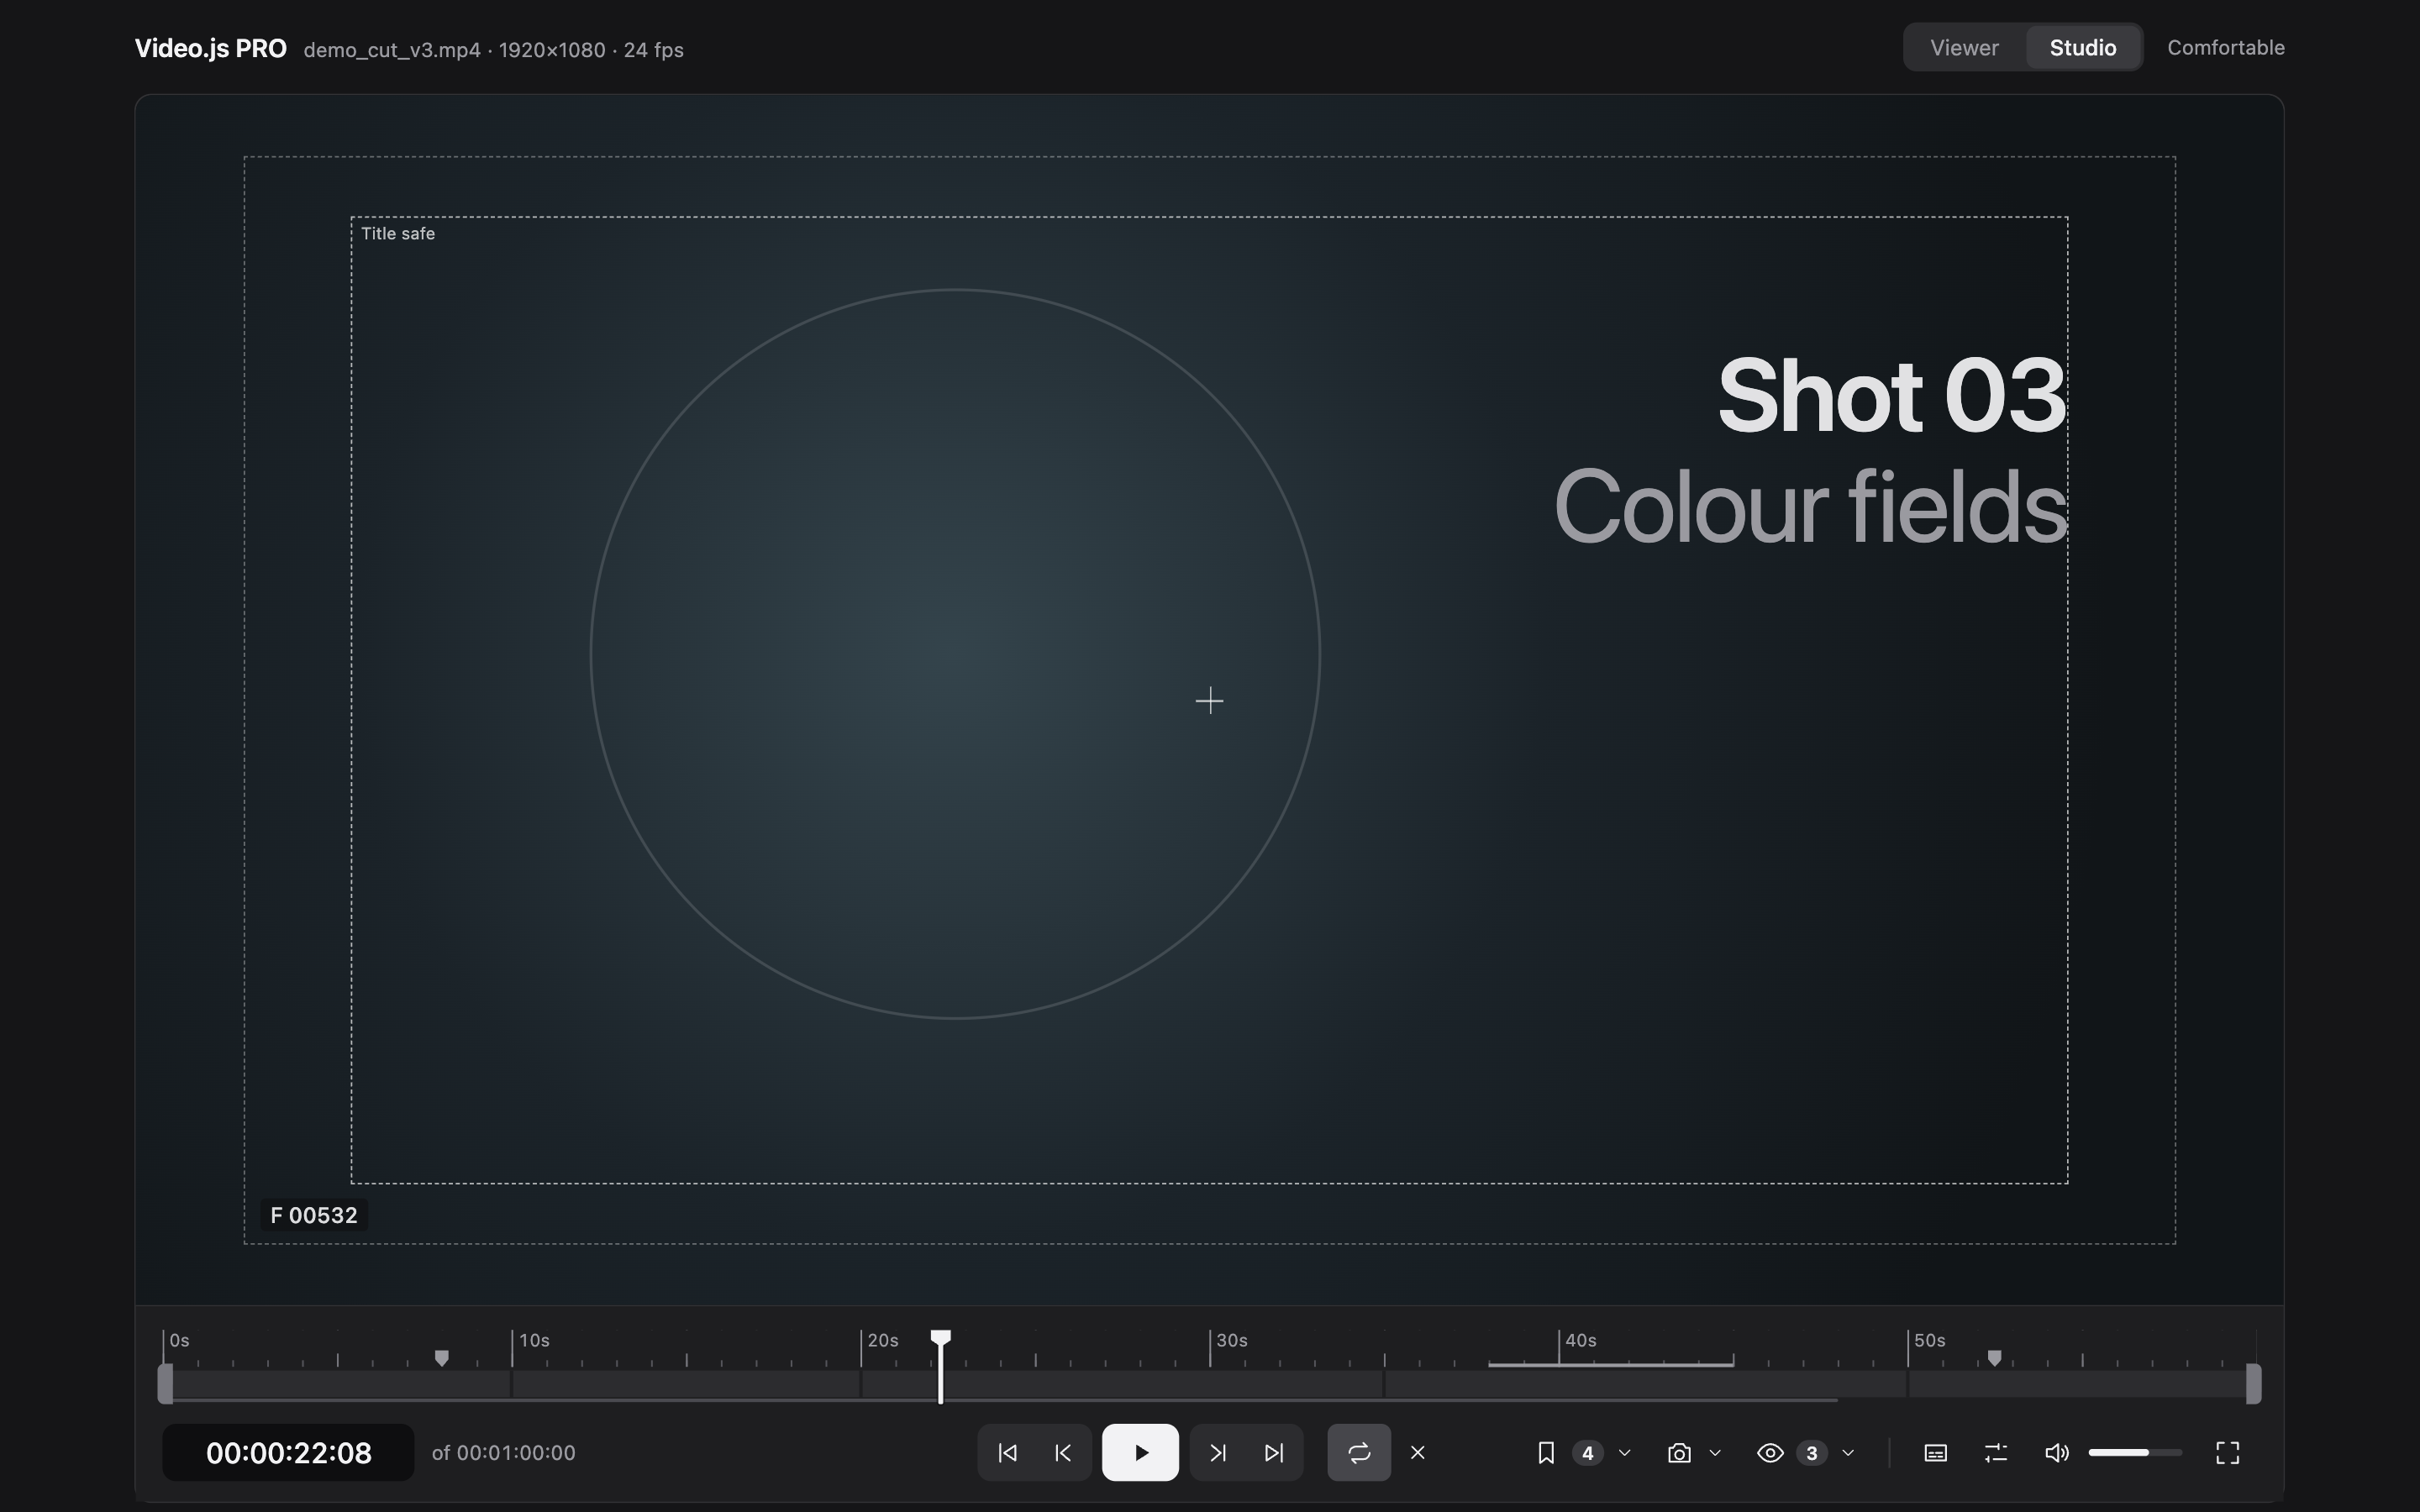 Video.js PRO demo_cut_v3.mp4 · 1920×1080 · 24 fps
Viewer Studio Comfortable
Title safe
Shot 03
Colour fields
F 00532
0s 10s 20s 30s 40s 50s
00:00:22:08 of 00:01:00:00
4
3